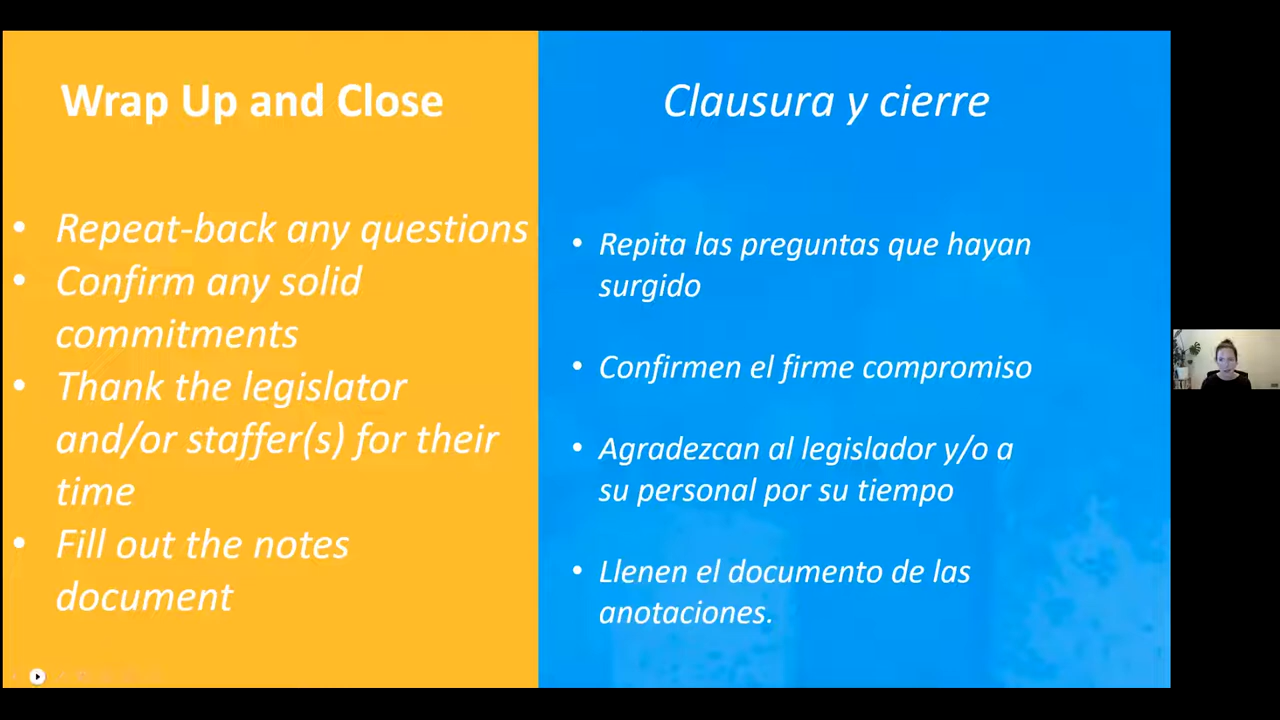 Wrap Up and Close
• Repeat-back any questions
• Confirm any solid
commitments
• Thank the legislator
and/or staffer(s) for their
time
• Fill out the notes
document
Clausura y cierre
• Repita las preguntas que hayan
surgido
• Confirmen el firme compromiso
• Agradezcan al legislador y/o a
su personal por su tiempo
• Llenen el documento de las
anotaciones.